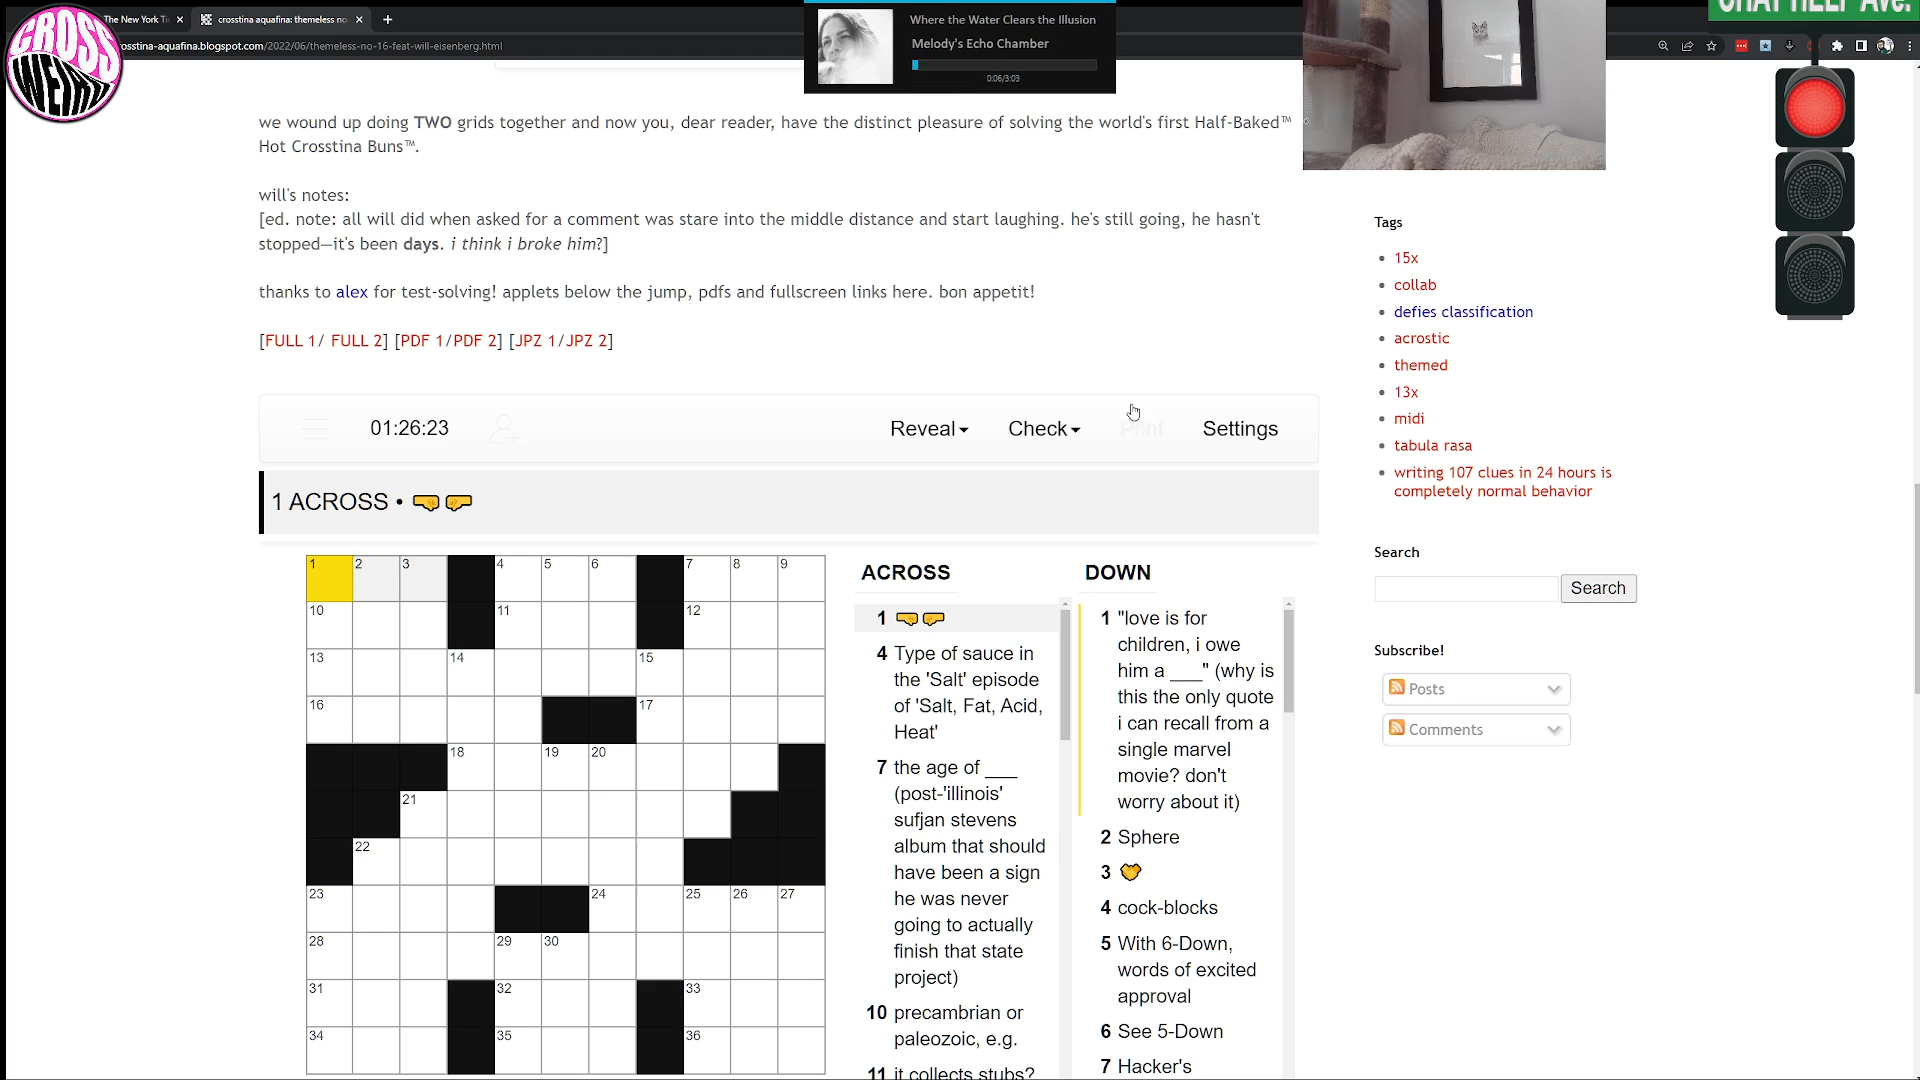 CHAT HELP Ave.
The New York Ti
crosstina aquafina: themeless no
osstina-aquafina.blogspot.com/2022/06/themeless-no-16-feat-will-eisenberg.html
CROSS
WEIRD
Where the Water Clears the Illusion
Melody's Echo Chamber
0:06/3:03
we wound up doing TWO grids together and now you, dear reader, have the distinct pleasure of solving the world's first Half-Baked™
Hot Crosstina Buns™.
will's notes:
[ed. note: all will did when asked for a comment was stare into the middle distance and start laughing. he's still going, he hasn't
stopped—it's been days. i think i broke him?]
thanks to alex for test-solving! applets below the jump, pdfs and fullscreen links here. bon appetit!
[FULL 1/ FULL 2] [PDF 1/PDF 2] [JPZ 1/JPZ 2]
01:26:23
Reveal
Check
Print
Settings
1 ACROSS •
1 2 3 4 5 6 7 8 9
10 11 12
13 14 15
16 17
18 19 20
21
22
23 24 25 26 27
28 29 30
31 32 33
34 35 36
ACROSS
1
4 Type of sauce in
the 'Salt' episode
of 'Salt, Fat, Acid,
Heat'
7 the age of ___
(post-'illinois'
sufjan stevens
album that should
have been a sign
he was never
going to actually
finish that state
project)
10 precambrian or
paleozoic, e.g.
11 it collects stubs?
DOWN
1 "love is for
children, i owe
him a ___" (why is
this the only quote
i can recall from a
single marvel
movie? don't
worry about it)
2 Sphere
3
4 cock-blocks
5 With 6-Down,
words of excited
approval
6 See 5-Down
7 Hacker's
Tags
15x
collab
defies classification
acrostic
themed
13x
midi
tabula rasa
writing 107 clues in 24 hours is
completely normal behavior
Search
Search
Subscribe!
Posts
Comments